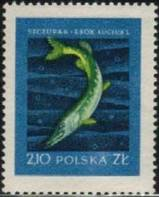 SZCZUPAK - ESOX LUCIUS L
2,10 POLSKA ZŁ